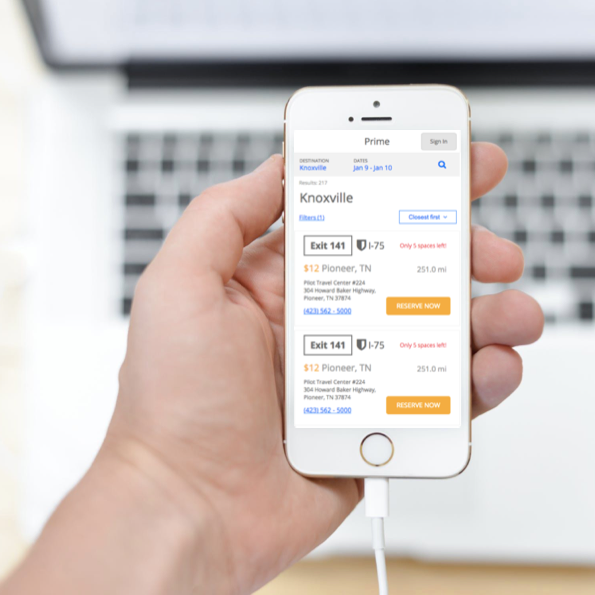 Prime
Sign In
DESTINATION
DATES
Knoxville
Jan 9 - Jan 10
Results 217
Knoxville
Filters (1)
Closest first
Exit 141
I-75
Only 5 spaces left!
$12 Pioneer, TN
251.0 mi
Pilot Travel Center #224
304 Howard Baker Highway,
Pioneer, TN 37874
(423) 562 - 5000
RESERVE NOW
Exit 141
I-75
Only 5 spaces left!
$12 Pioneer, TN
251.0 mi
Pilot Travel Center #224
304 Howard Baker Highway,
Pioneer, TN 37874
(423) 562 - 5000
RESERVE NOW